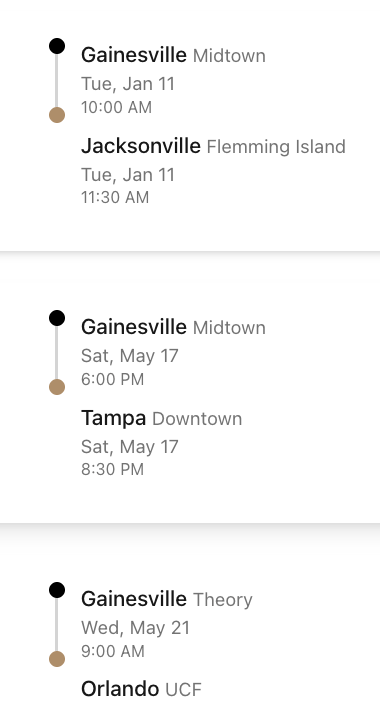 Gainesville Midtown
Tue, Jan 11
10:00 AM
Jacksonville Flemming Island
Tue, Jan 11
11:30 AM
Gainesville Midtown
Sat, May 17
6:00 PM
Tampa Downtown
Sat, May 17
8:30 PM
Gainesville Theory
Wed, May 21
9:00 AM
Orlando UCF